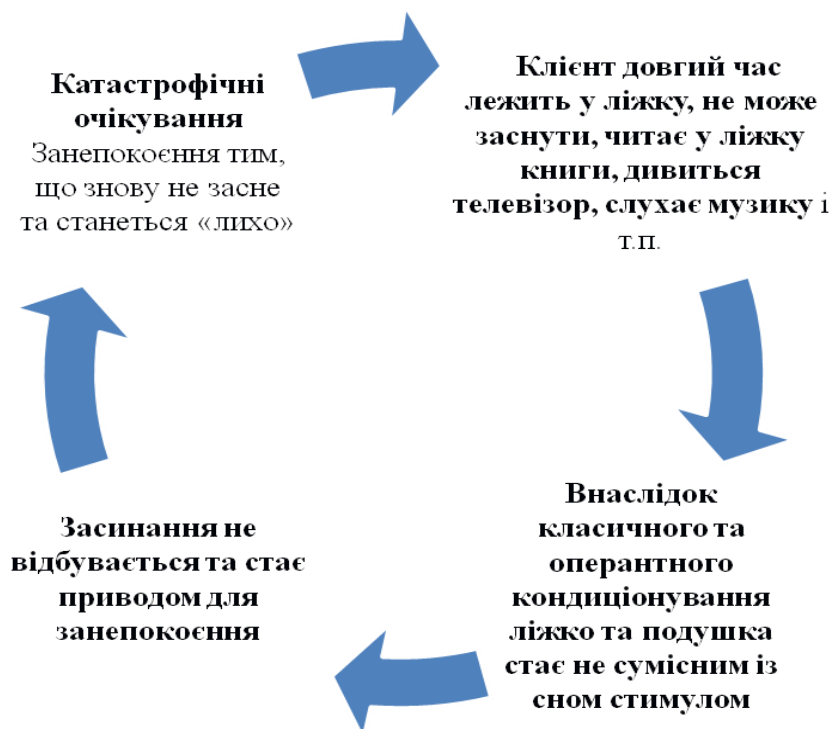 Катастрофічні
очікування
Занепокоєння тим,
що знову не засне
та станеться «лихо»
Клієнт довгий час
лежить у ліжку, не може
заснути, читає у ліжку
книги, дивиться
телевізор, слухає музику і
т.п.
Внаслідок
класичного та
оперантного
кондиціонування
ліжко та подушка
стає не сумісним із
сном стимулом
Засинання не
відбувається та стає
приводом для
занепокоєння